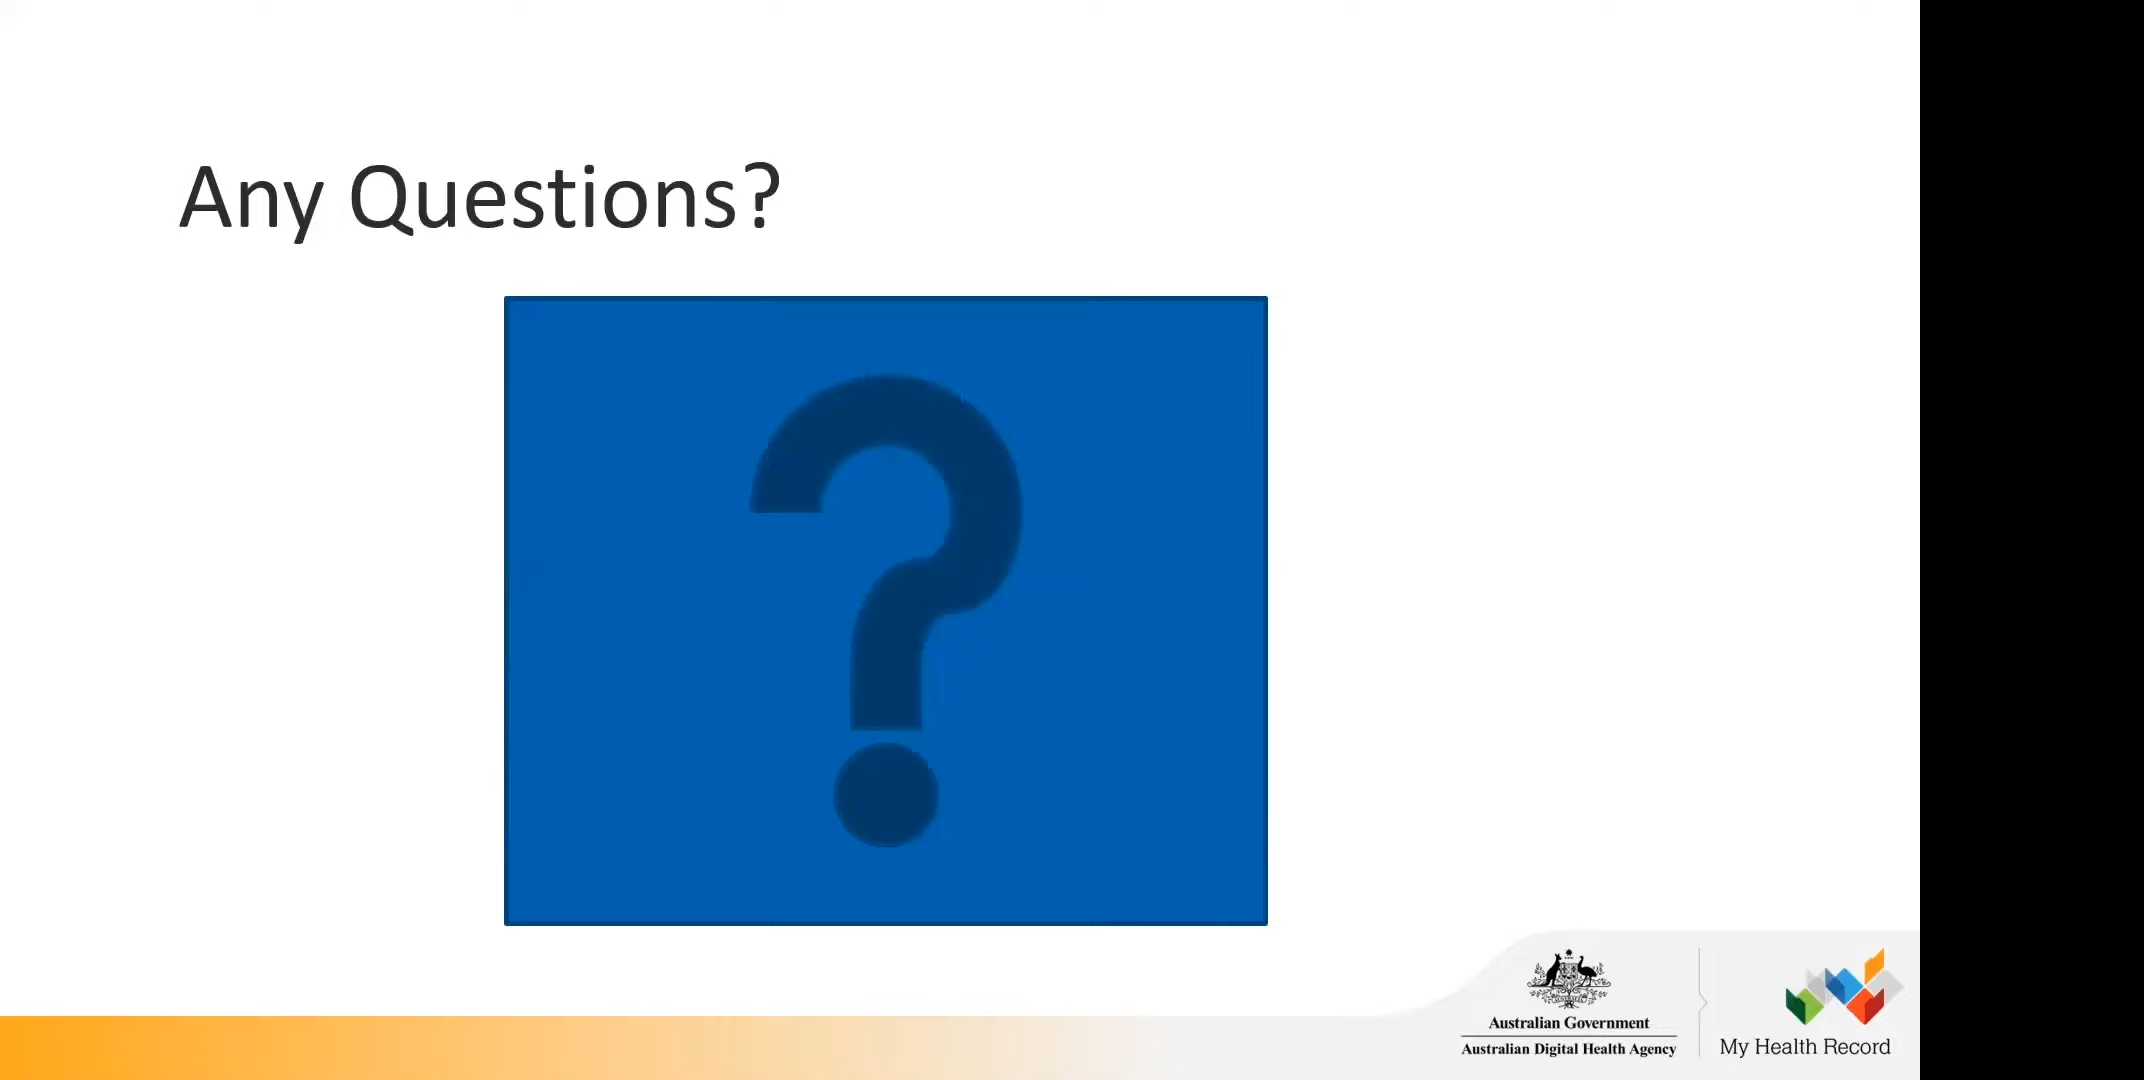 Any Questions?
?
Australian Government
Australian Digital Health Agency
My Health Record